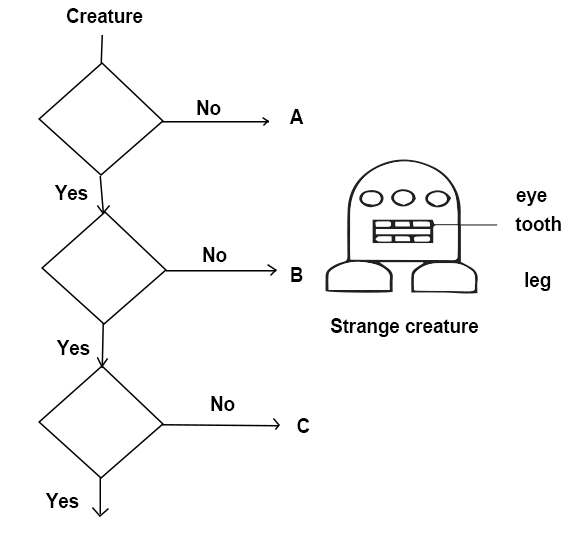 Creature
No
A
Yes
No
B
Yes
No
C
Yes
eye
tooth
leg
Strange creature